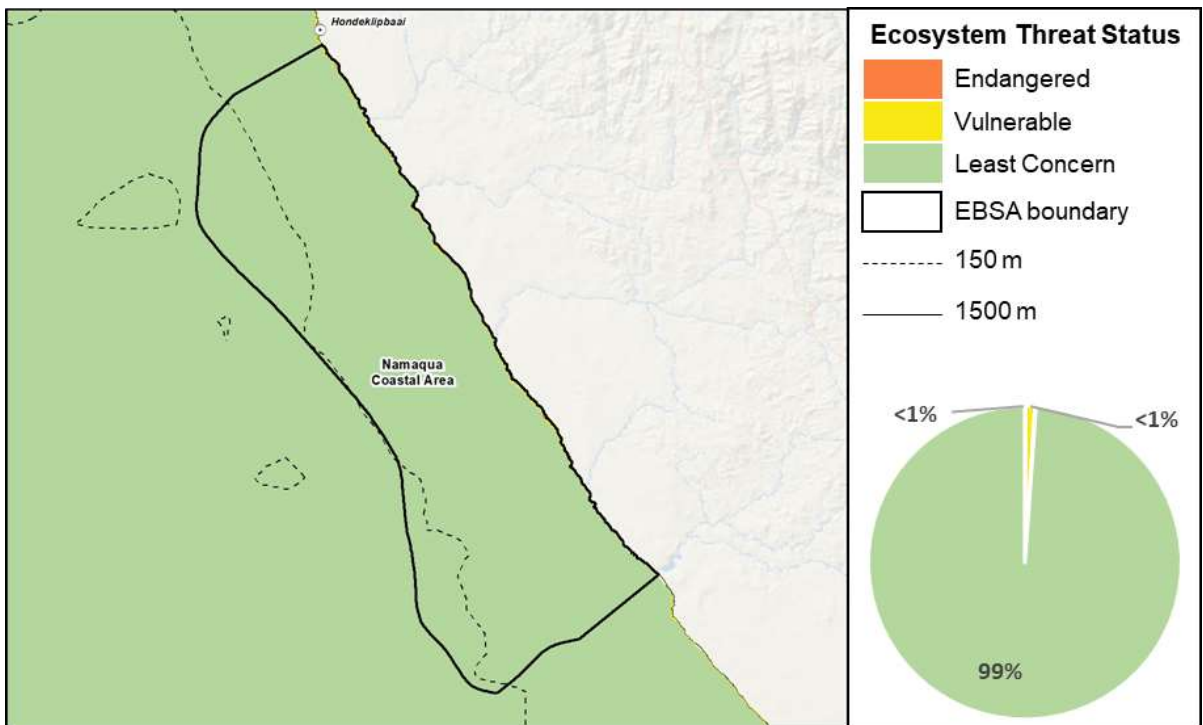 Hondeklipbaai
Namaqua
Coastal Area
Ecosystem Threat Status
Endangered
Vulnerable
Least Concern
EBSA boundary
150 m
1500 m
<1%
<1%
99%